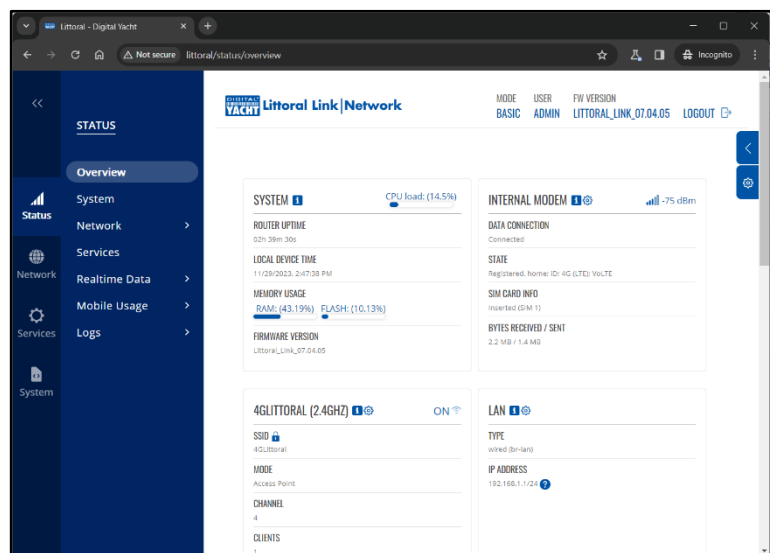 Littoral - Digital Yacht
Not secure littoral/status/overview
Incognito
DIGITAL YACHT Littoral Link|Network
MODE USER FW VERSION
BASIC ADMIN LITTORAL_LINK_07.04.05 LOGOUT
STATUS
Overview
System
Network
Services
Realtime Data
Mobile Usage
Logs
Status
Network
Services
System
SYSTEM CPU load: (14.5%)
ROUTER UPTIME
02h 39m 30s
LOCAL DEVICE TIME
11/29/2023, 2:47:38 PM
MEMORY USAGE
RAM: (43.19%) FLASH: (10.13%)
FIRMWARE VERSION
Littoral_Link_07.04.05
INTERNAL MODEM -75 dBm
DATA CONNECTION
Connected
STATE
Registered, home; ID: 4G (LTE); VoLTE
SIM CARD INFO
Inserted (SIM 1)
BYTES RECEIVED / SENT
2.2 MB / 1.4 MB
4GLITTORAL (2.4GHZ) ON
SSID
4GLittoral
MODE
Access Point
CHANNEL
4
CLIENTS
1
LAN
TYPE
wired (br-lan)
IP ADDRESS
192.168.1.1/24